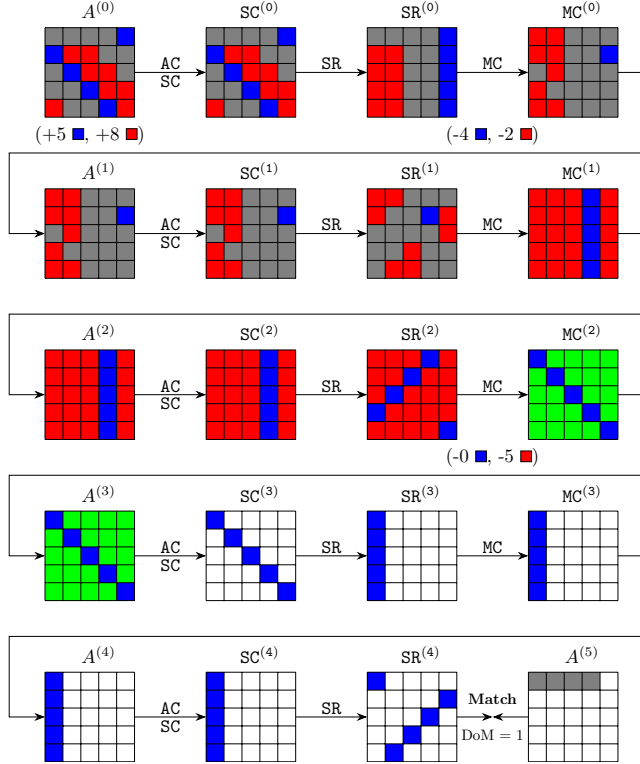 A(0) SC(0) SR(0) MC(0)
AC SC SR MC
(+5 ■, +8 ■) (-4 ■, -2 ■)
A(1) SC(1) SR(1) MC(1)
AC SC SR MC
A(2) SC(2) SR(2) MC(2)
AC SC SR MC
(-0 ■, -5 ■)
A(3) SC(3) SR(3) MC(3)
AC SC SR MC
A(4) SC(4) SR(4) A(5)
AC SC SR Match
DoM = 1